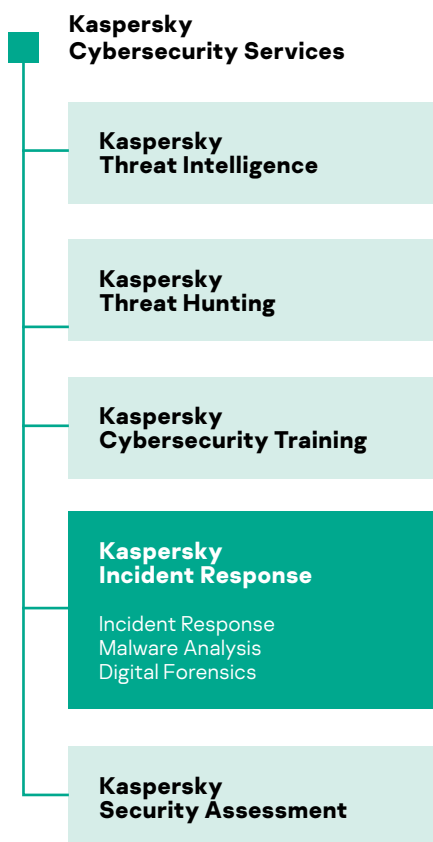 Kaspersky
Cybersecurity Services
Kaspersky
Threat Intelligence
Kaspersky
Threat Hunting
Kaspersky
Cybersecurity Training
Kaspersky
Incident Response
Incident Response
Malware Analysis
Digital Forensics
Kaspersky
Security Assessment